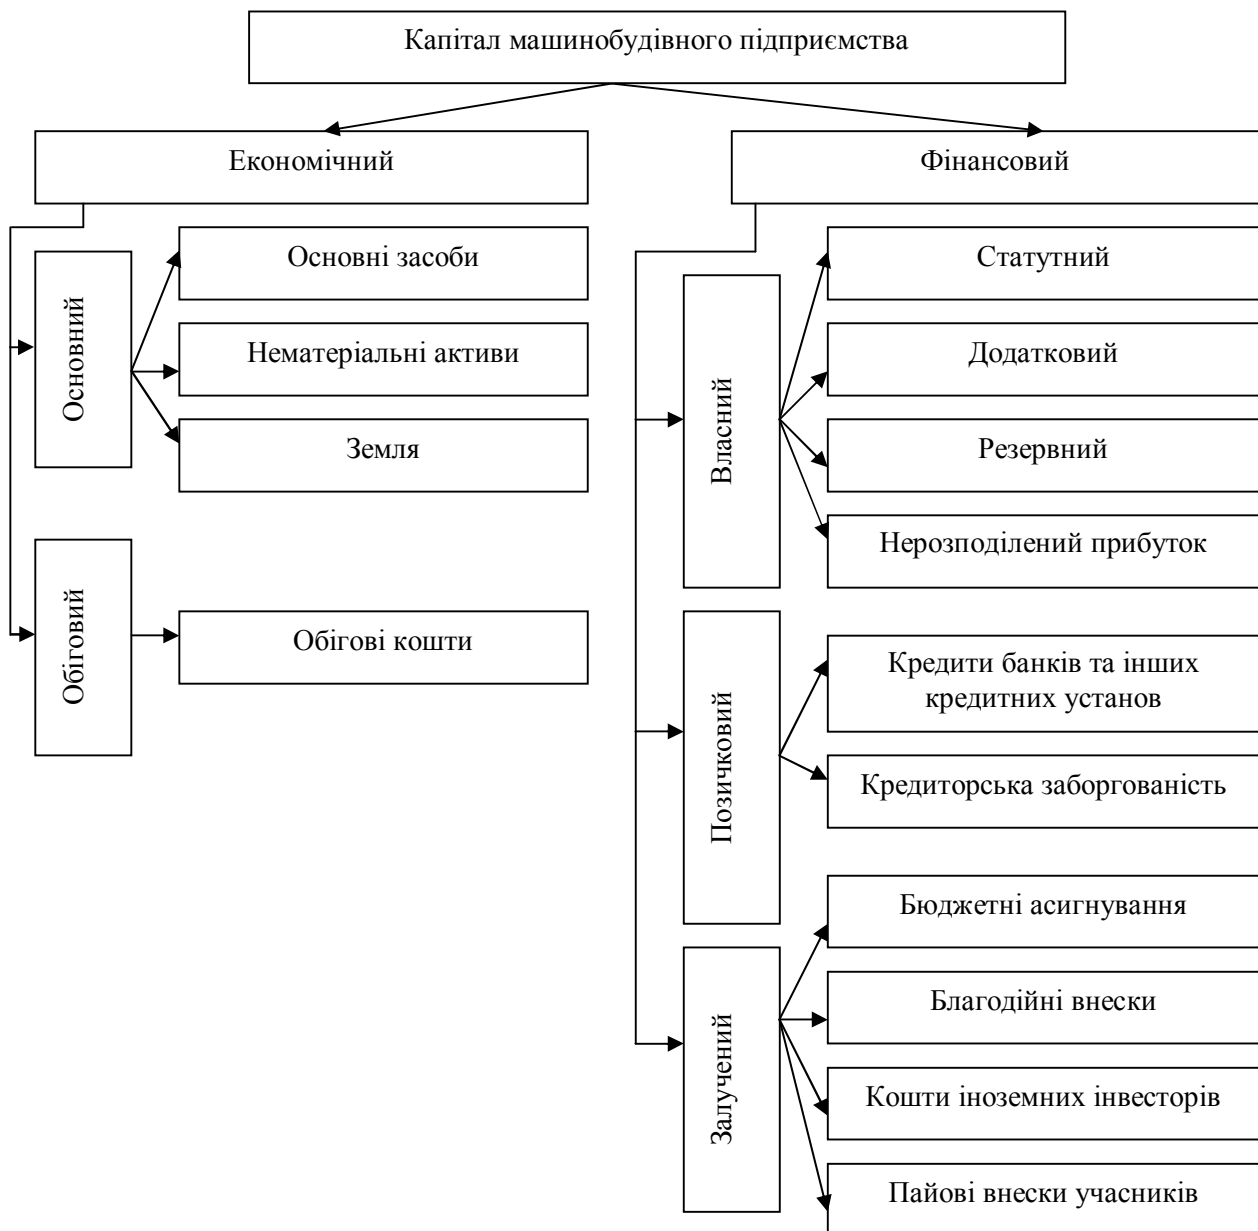 Капітал машинобудівного підприємства
Економічний
Основний
Основні засоби
Нематеріальні активи
Земля
Обіговий
Обігові кошти
Фінансовий
Власний
Статутний
Додатковий
Резервний
Нерозподілений прибуток
Позичковий
Кредити банків та інших
кредитних установ
Кредиторська заборгованість
Залучений
Бюджетні асигнування
Благодійні внески
Кошти іноземних інвесторів
Пайові внески учасників